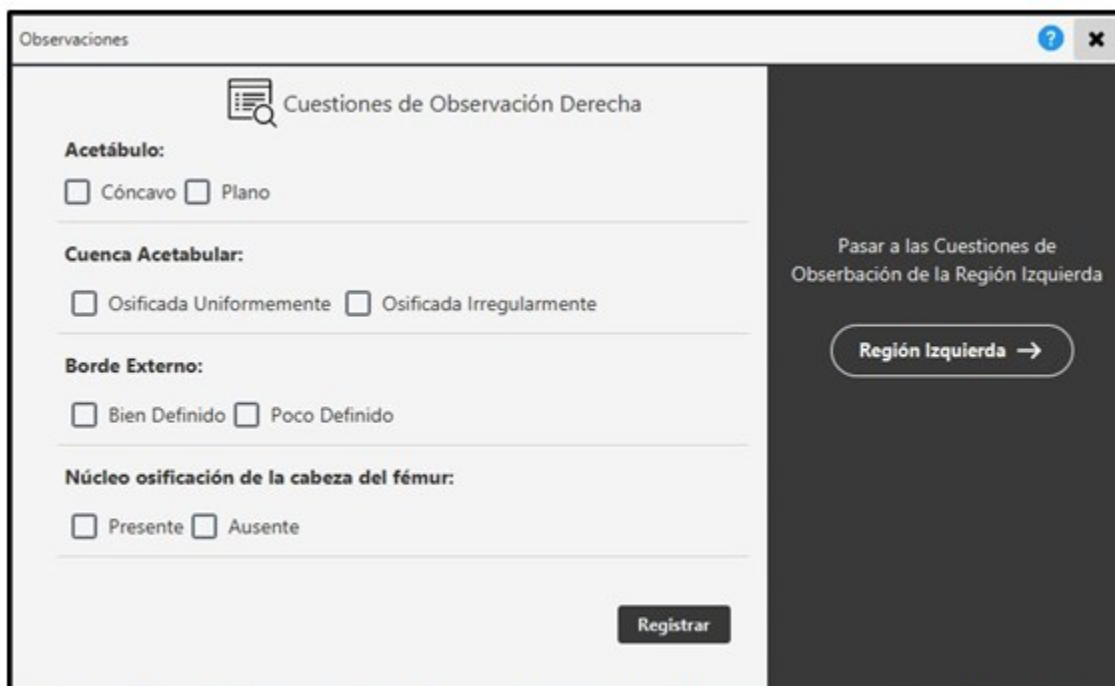 Observaciones
?
Cuestiones de Observación Derecha
Acetábulo:
Cóncavo Plano
Cuenca Acetabular:
Osificada Uniformemente Osificada Irregularmente
Borde Externo:
Bien Definido Poco Definido
Núcleo osificación de la cabeza del fémur:
Presente Ausente
Registrar
Pasar a las Cuestiones de
Obserbación de la Región Izquierda
Región Izquierda →